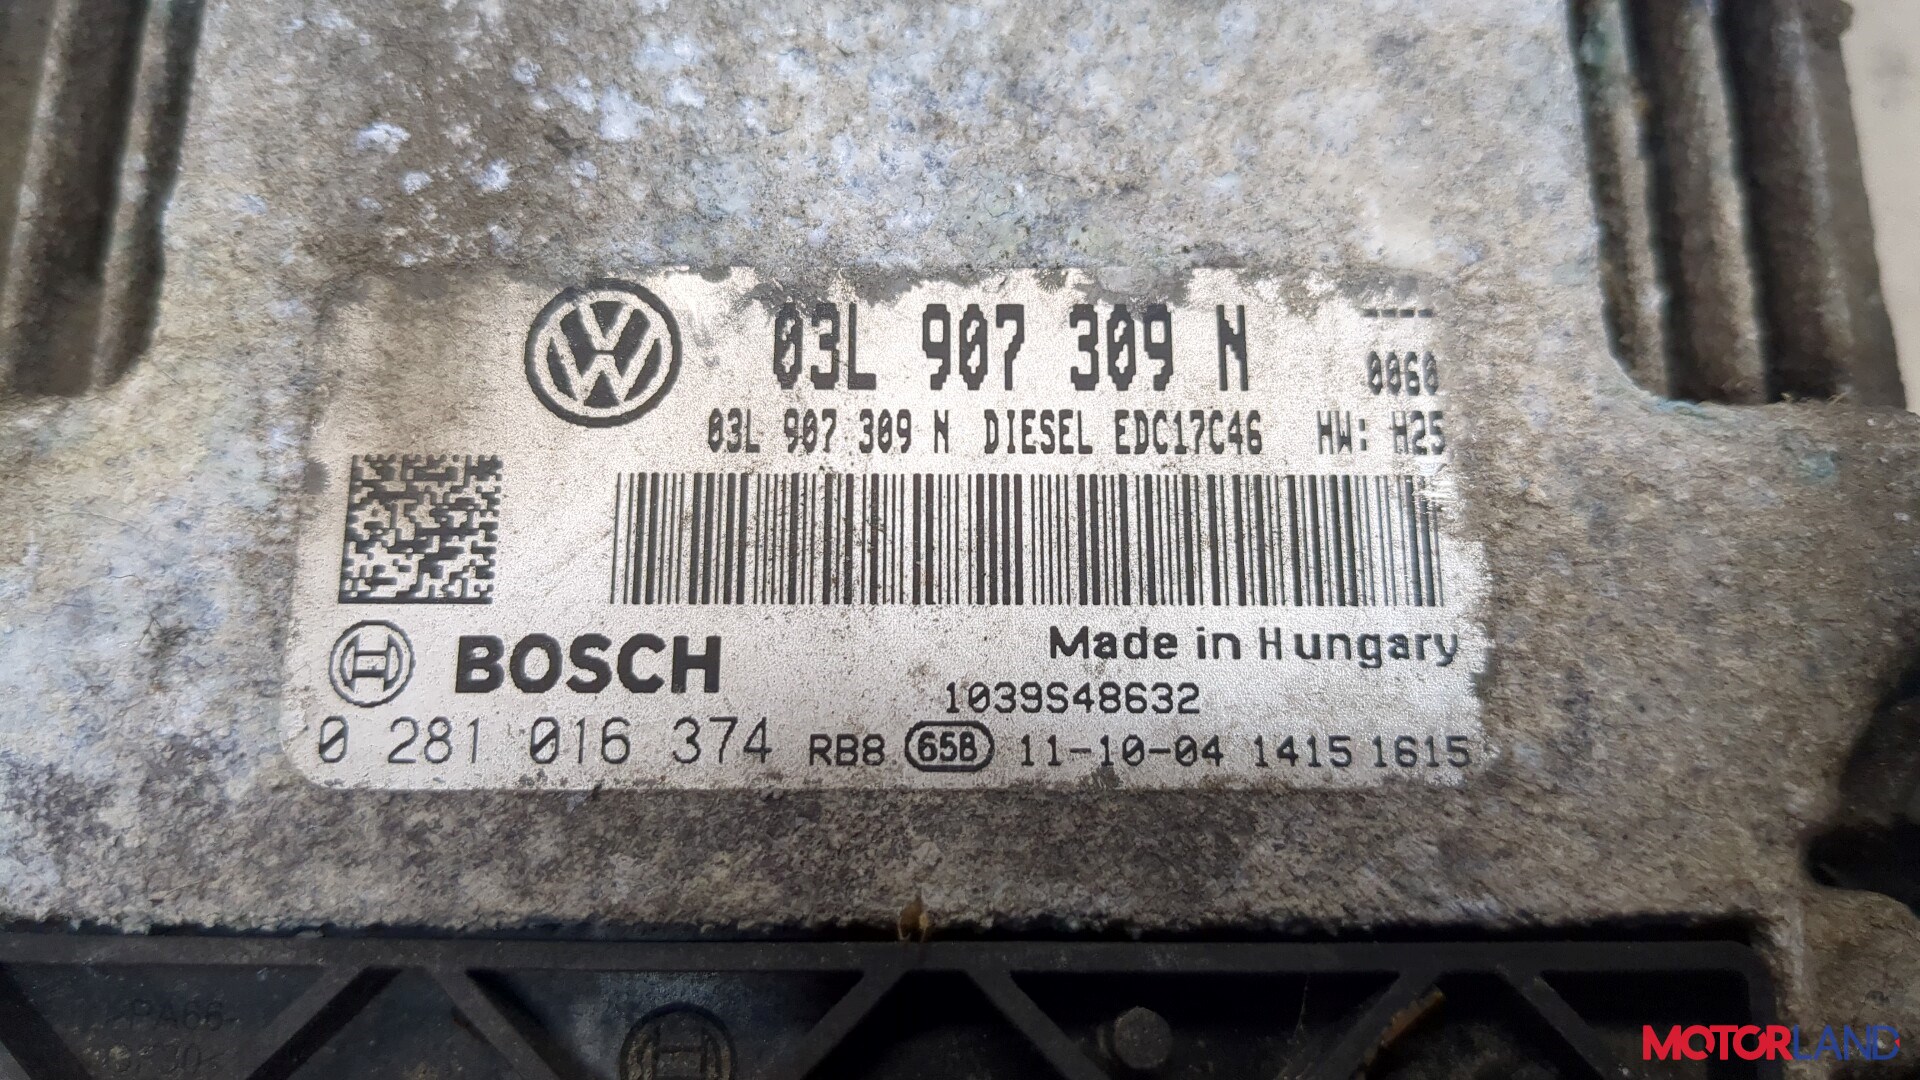 03L 907 309 N
----
0060
03L 907 309 N DIESEL EDC17C46 HW: H25
BOSCH
Made in Hungary
1039S48632
0 281 016 374 RB8 65B 11-10-04 1415 1615
>PA66-
MOTORLAND